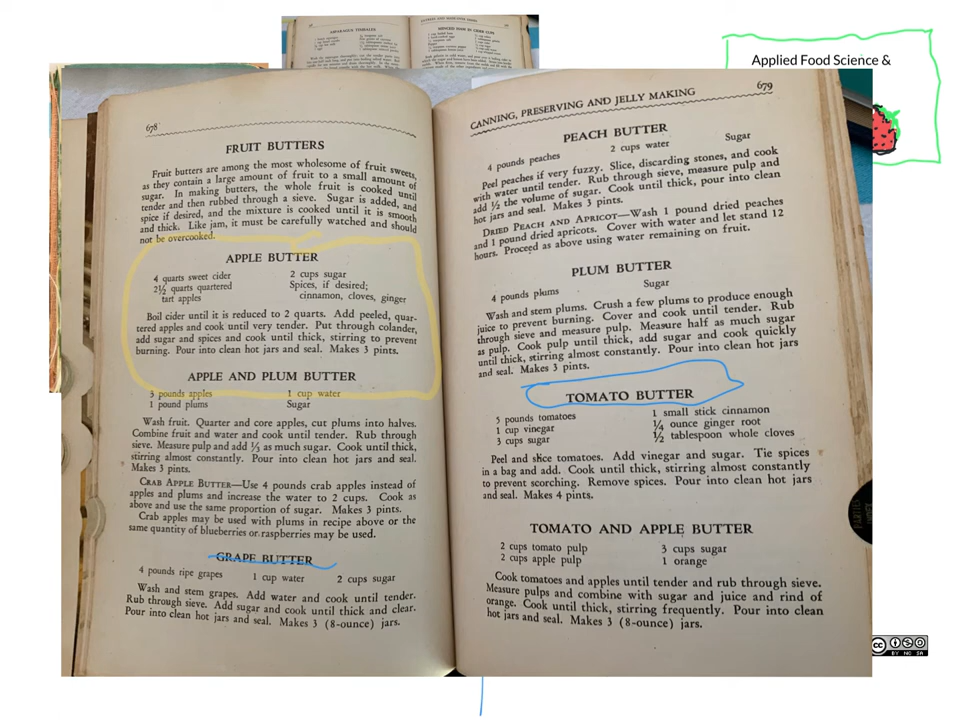 ASPARAGUS TIMBALES
MINCED HAM IN CIDER CUPS
Applied Food Science &
678
FRUIT BUTTERS
Fruit butters are among the most wholesome of fruit sweets,
as they contain a large amount of fruit to a small amount of
sugar. In making butters, the whole fruit is cooked until
tender and then rubbed through a sieve. Sugar is added, and
spice if desired, and the mixture is cooked until it is smooth
and thick. Like jam, it must be carefully watched and should
not be overcooked.
APPLE BUTTER
4 quarts sweet cider 2 cups sugar
2½ quarts quartered Spices, if desired;
tart apples cinnamon, cloves, ginger
Boil cider until it is reduced to 2 quarts. Add peeled, quar-
tered apples and cook until very tender. Put through colander,
add sugar and spices and cook until thick, stirring to prevent
burning. Pour into clean hot jars and seal. Makes 3 pints.
APPLE AND PLUM BUTTER
3 pounds apples 1 cup water
1 pound plums Sugar
Wash fruit. Quarter and core apples, cut plums into halves.
Combine fruit and water and cook until tender. Rub through
sieve. Measure pulp and add ⅓ as much sugar. Cook until thick,
stirring almost constantly. Pour into clean hot jars and seal.
Makes 3 pints.
CRAB APPLE BUTTER—Use 4 pounds crab apples instead of
apples and plums and increase the water to 2 cups. Cook as
above and use the same proportion of sugar. Makes 3 pints.
Crab apples may be used with plums in recipe above or the
same quantity of blueberries or raspberries may be used.
GRAPE BUTTER
4 pounds ripe grapes 1 cup water 2 cups sugar
Wash and stem grapes. Add water and cook until tender.
Rub through sieve. Add sugar and cook until thick and clear.
Pour into clean hot jars and seal. Makes 3 (8-ounce) jars.
CANNING, PRESERVING AND JELLY MAKING 679
PEACH BUTTER
4 pounds peaches 2 cups water Sugar
Peel peaches if very fuzzy. Slice, discarding stones, and cook
with water until tender. Rub through sieve, measure pulp and
add ½ the volume of sugar. Cook until thick, pour into clean
hot jars and seal. Makes 3 pints.
DRIED PEACH AND APRICOT—Wash 1 pound dried peaches
and 1 pound dried apricots. Cover with water and let stand 12
hours. Proceed as above using water remaining on fruit.
PLUM BUTTER
4 pounds plums Sugar
Wash and stem plums. Crush a few plums to produce enough
juice to prevent burning. Cover and cook until tender. Rub
through sieve and measure pulp. Measure half as much sugar
as pulp. Cook pulp until thick, add sugar and cook quickly
until thick, stirring almost constantly. Pour into clean hot jars
and seal. Makes 3 pints.
TOMATO BUTTER
5 pounds tomatoes 1 small stick cinnamon
1 cup vinegar ¼ ounce ginger root
3 cups sugar ½ tablespoon whole cloves
Peel and slice tomatoes. Add vinegar and sugar. Tie spices
in a bag and add. Cook until thick, stirring almost constantly
to prevent scorching. Remove spices. Pour into clean hot jars
and seal. Makes 4 pints.
TOMATO AND APPLE BUTTER
2 cups tomato pulp 3 cups sugar
2 cups apple pulp 1 orange
Cook tomatoes and apples until tender and rub through sieve.
Measure pulps and combine with sugar and juice and rind of
orange. Cook until thick, stirring frequently. Pour into clean
hot jars and seal. Makes 3 (8-ounce) jars.
cc BY NC SA